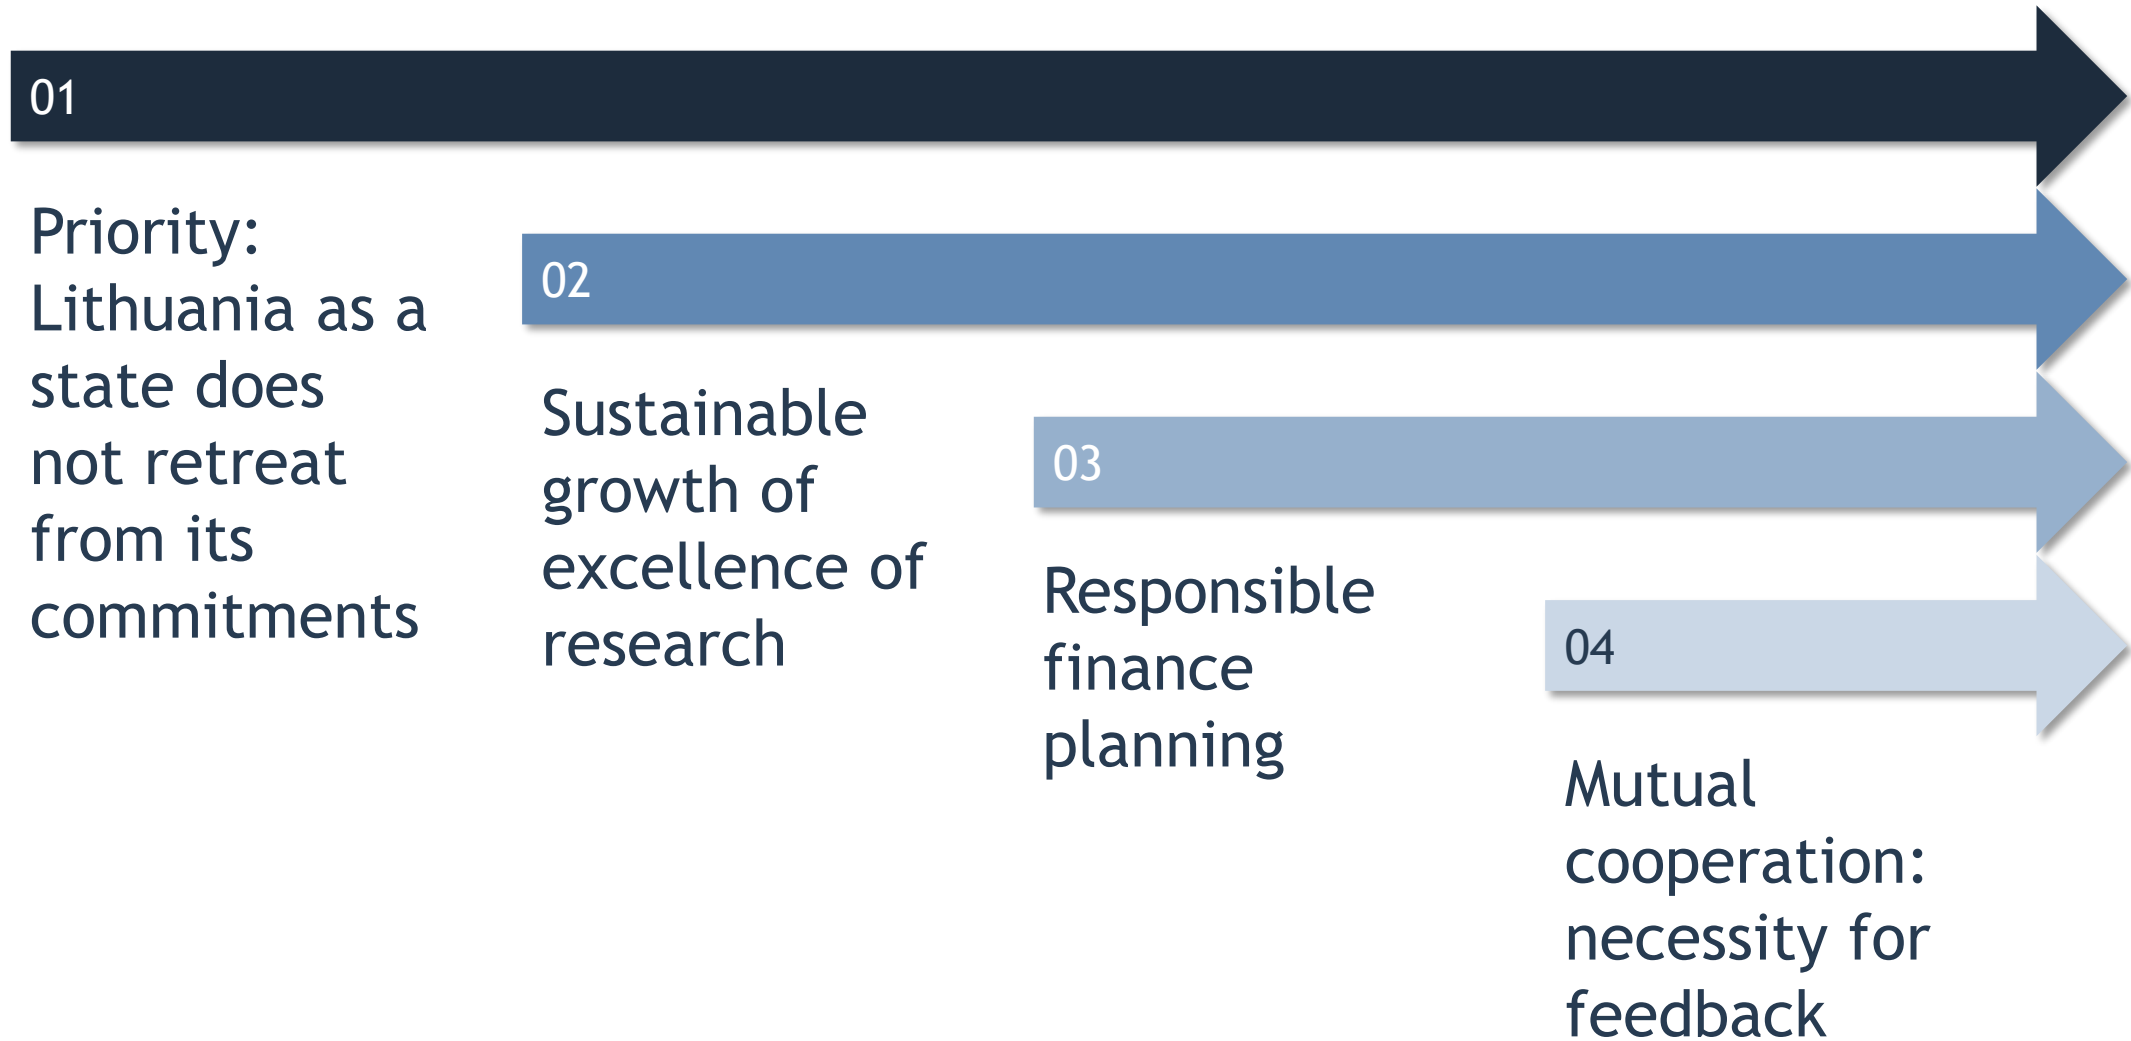 01
Priority:
Lithuania as a
state does
not retreat
from its
commitments
02
Sustainable
growth of
excellence of
research
03
Responsible
finance
planning
04
Mutual
cooperation:
necessity for
feedback